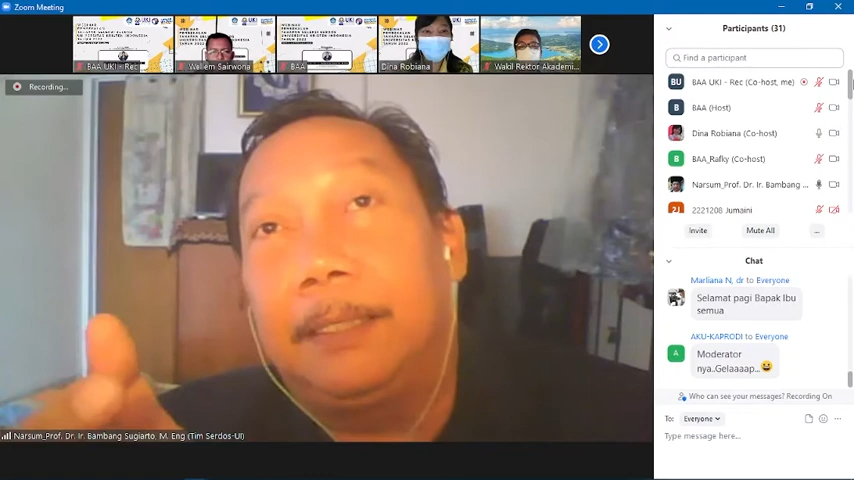 Zoom Meeting
BAA UKI - Rec
Wellem Sairwona
BAA
Dina Robiana
Wakil Rektor Akademi...
Recording...
Narsum_Prof. Dr. Ir. Bambang Sugiarto, M. Eng (Tim Serdos-UI)
Participants (31)
Find a participant
BU BAA UKI - Rec (Co-host, me)
B BAA (Host)
Dina Robiana (Co-host)
B BAA_Rafky (Co-host)
Narsum_Prof. Dr. Ir. Bambang ...
2J 2221208 Jumaini
Invite Mute All ...
Chat
Marliana N, dr to Everyone
Selamat pagi Bapak Ibu
semua
AKU-KAPRODI to Everyone
A Moderator
nya..Gelaaaap...😀
Who can see your messages? Recording On
To: Everyone
Type message here...